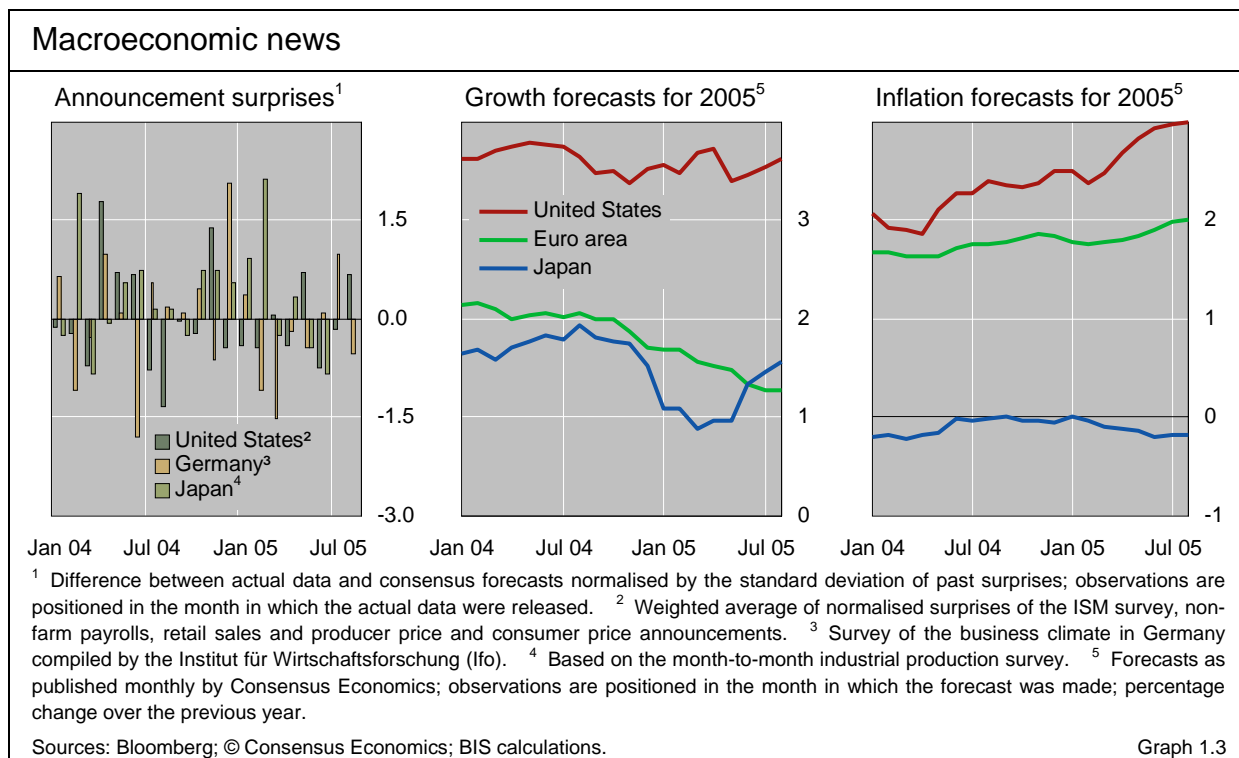 Macroeconomic news
Announcement surprises¹
Growth forecasts for 2005⁵
Inflation forecasts for 2005⁵
1.5
0.0
-1.5
-3.0
United States²
Germany³
Japan⁴
Jan 04 Jul 04 Jan 05 Jul 05
United States
Euro area
Japan
3
2
1
0
Jan 04 Jul 04 Jan 05 Jul 05
2
1
0
-1
Jan 04 Jul 04 Jan 05 Jul 05
¹ Difference between actual data and consensus forecasts normalised by the standard deviation of past surprises; observations are
positioned in the month in which the actual data were released. ² Weighted average of normalised surprises of the ISM survey, non-
farm payrolls, retail sales and producer price and consumer price announcements. ³ Survey of the business climate in Germany
compiled by the Institut für Wirtschaftsforschung (Ifo). ⁴ Based on the month-to-month industrial production survey. ⁵ Forecasts as
published monthly by Consensus Economics; observations are positioned in the month in which the forecast was made; percentage
change over the previous year.
Sources: Bloomberg; © Consensus Economics; BIS calculations. Graph 1.3